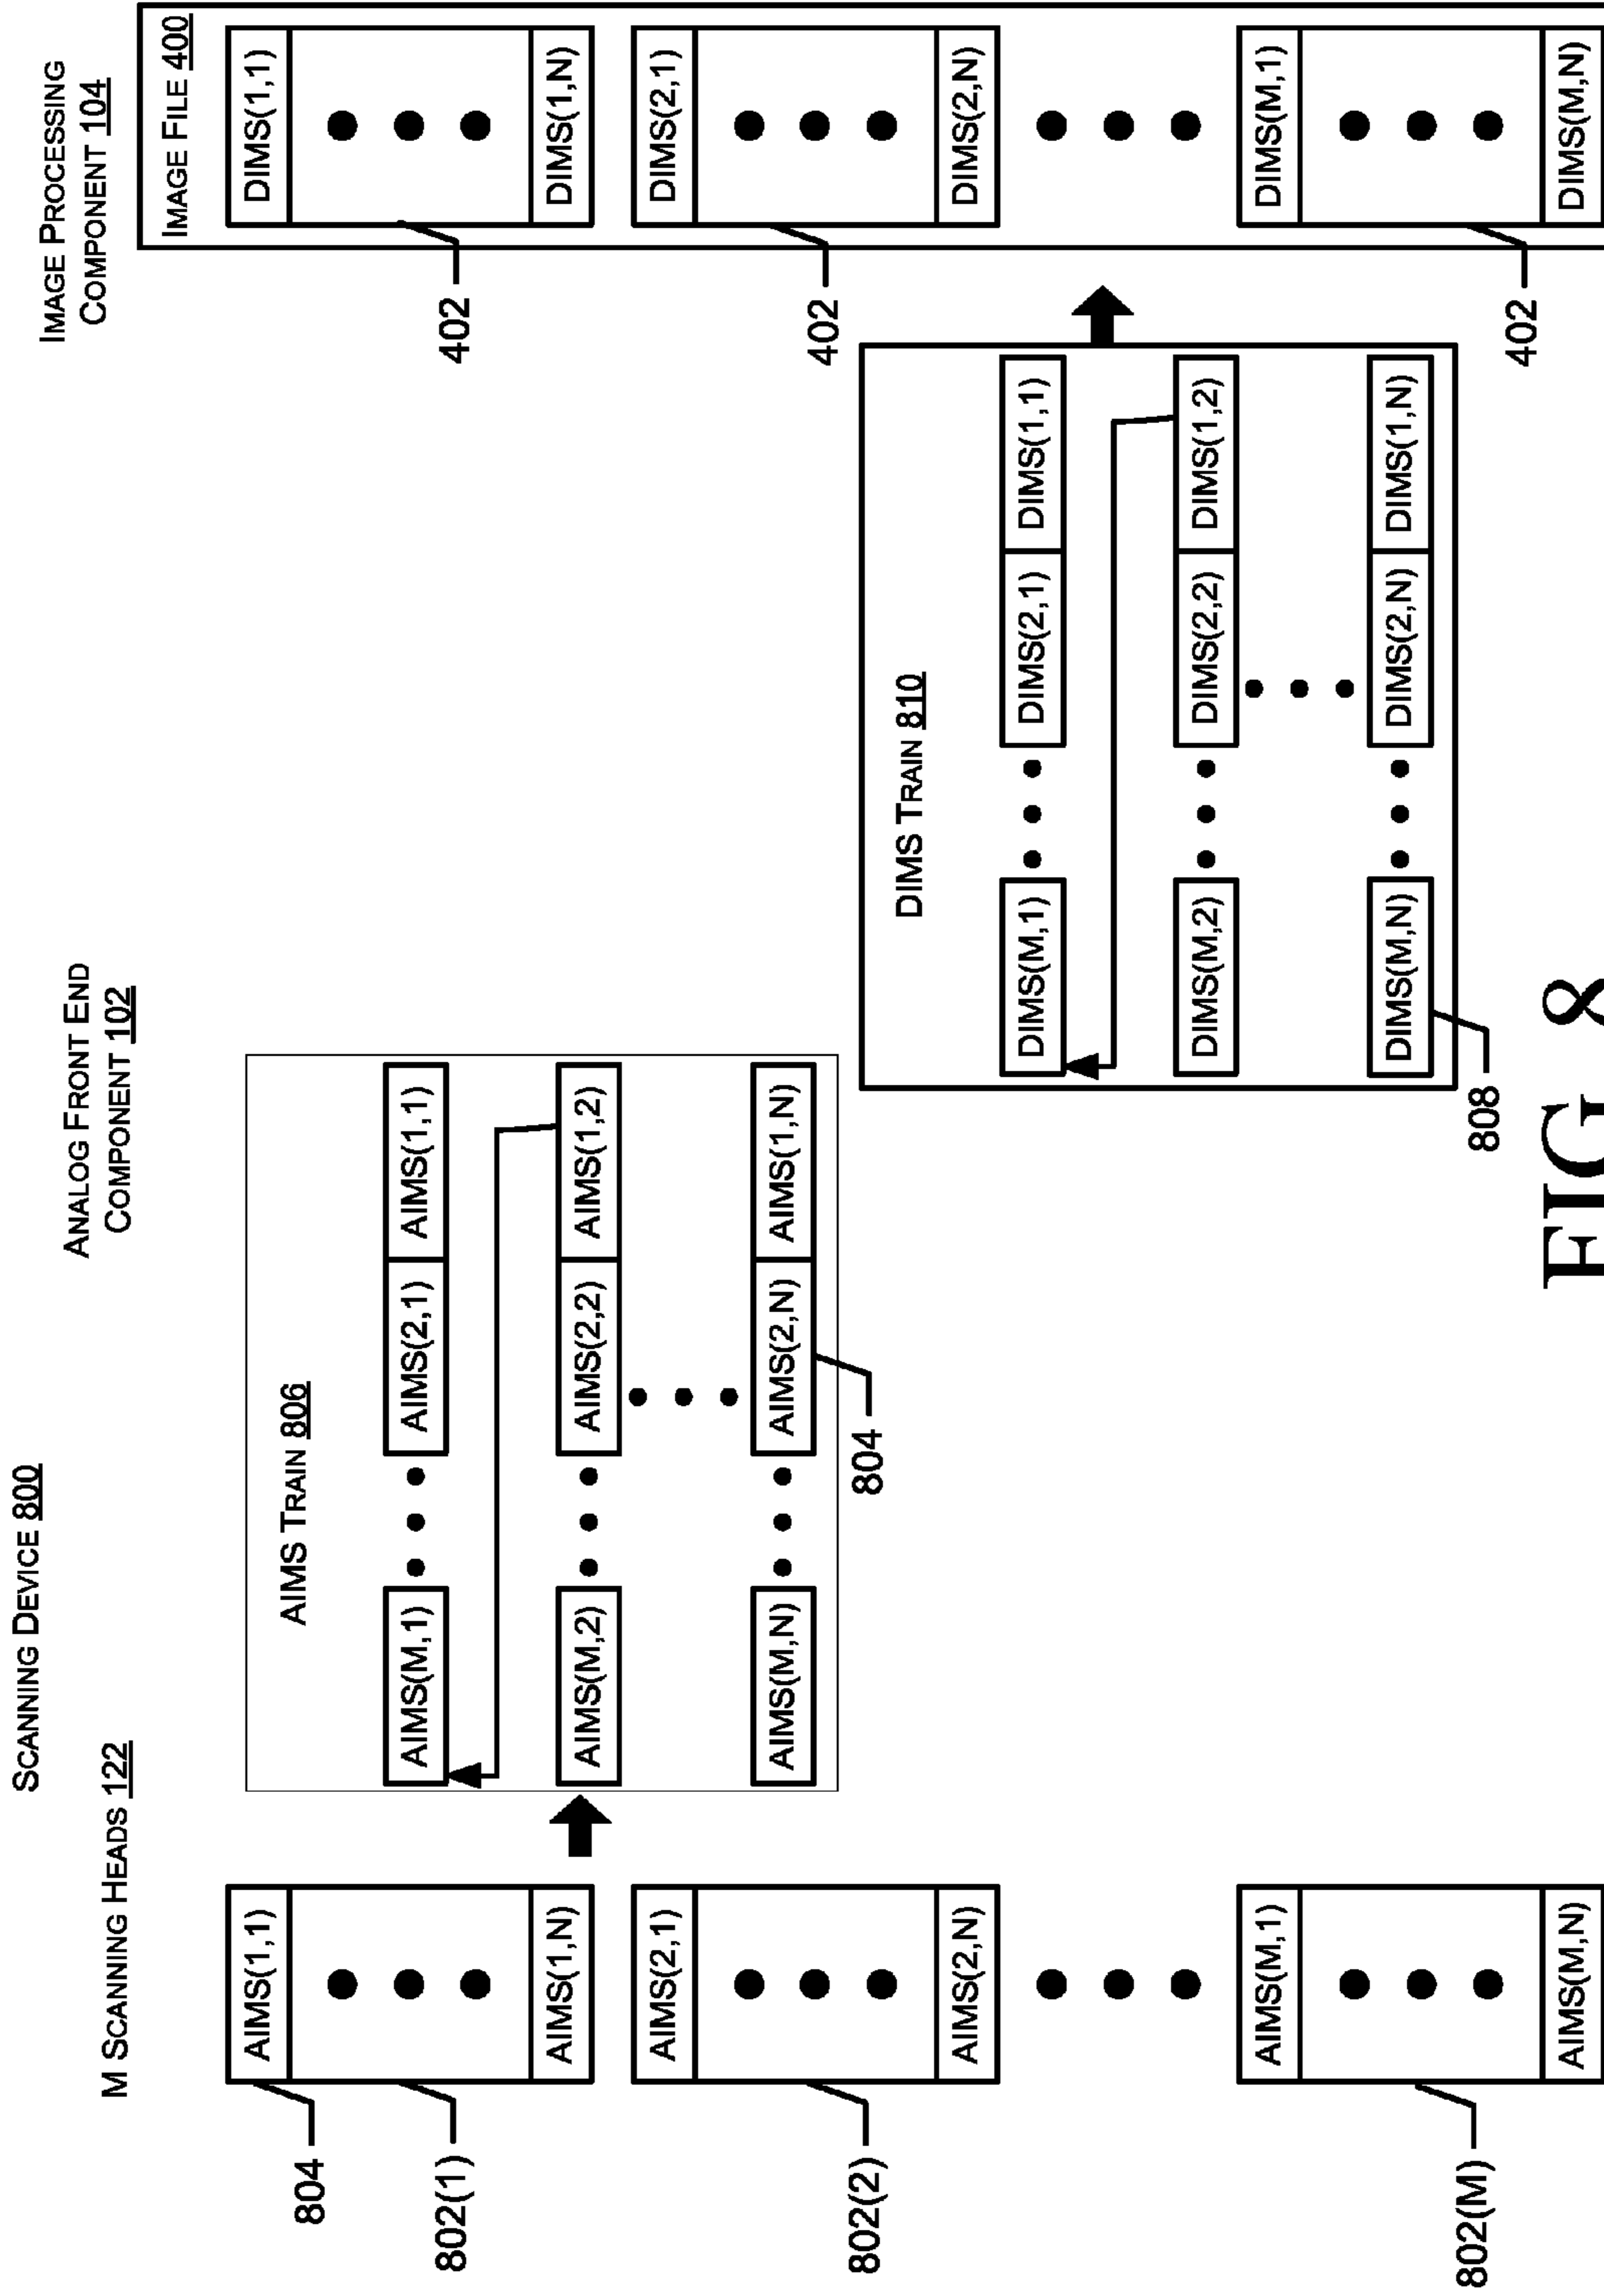 SCANNING DEVICE 800
M SCANNING HEADS 122
ANALOG FRONT END
COMPONENT 102
IMAGE PROCESSING
COMPONENT 104
804
802(1)
802(2)
802(M)
AIMS(1,1)
AIMS(1,N)
AIMS(2,1)
AIMS(2,N)
AIMS(M,1)
AIMS(M,N)
AIMS TRAIN 806
AIMS(M,1) AIMS(2,1) AIMS(1,1)
AIMS(M,2) AIMS(2,2) AIMS(1,2)
AIMS(M,N) AIMS(2,N) AIMS(1,N)
804
DIMS TRAIN 810
DIMS(M,1) DIMS(2,1) DIMS(1,1)
DIMS(M,2) DIMS(2,2) DIMS(1,2)
DIMS(M,N) DIMS(2,N) DIMS(1,N)
808
IMAGE FILE 400
DIMS(1,1)
DIMS(1,N)
402
DIMS(2,1)
DIMS(2,N)
402
DIMS(M,1)
DIMS(M,N)
402
FIG 8